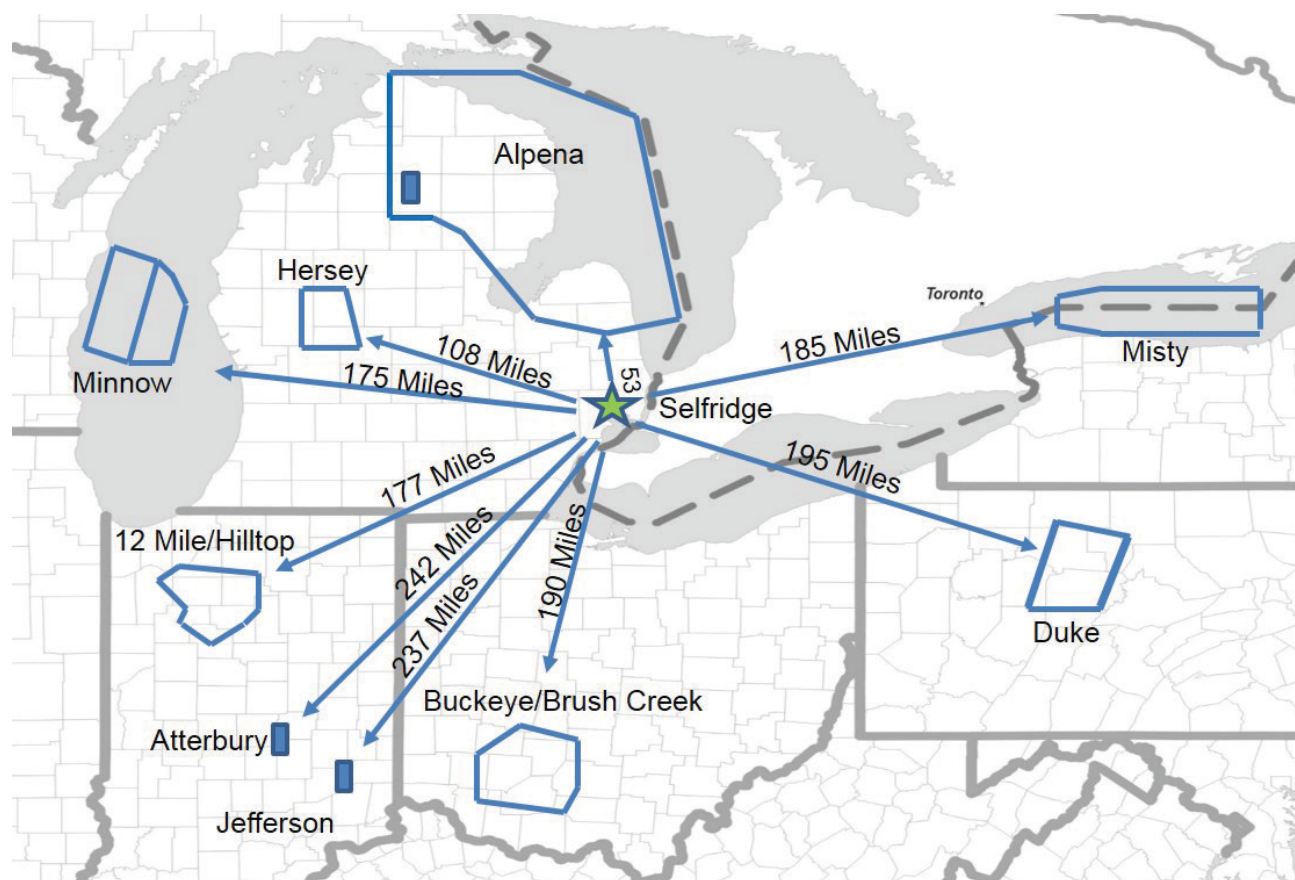 Alpena
Hersey
Toronto
108 Miles
53
185 Miles
Misty
Minnow
175 Miles
Selfridge
177 Miles
195 Miles
12 Mile/Hilltop
242 Miles
190 Miles
237 Miles
Duke
Buckeye/Brush Creek
Atterbury
Jefferson